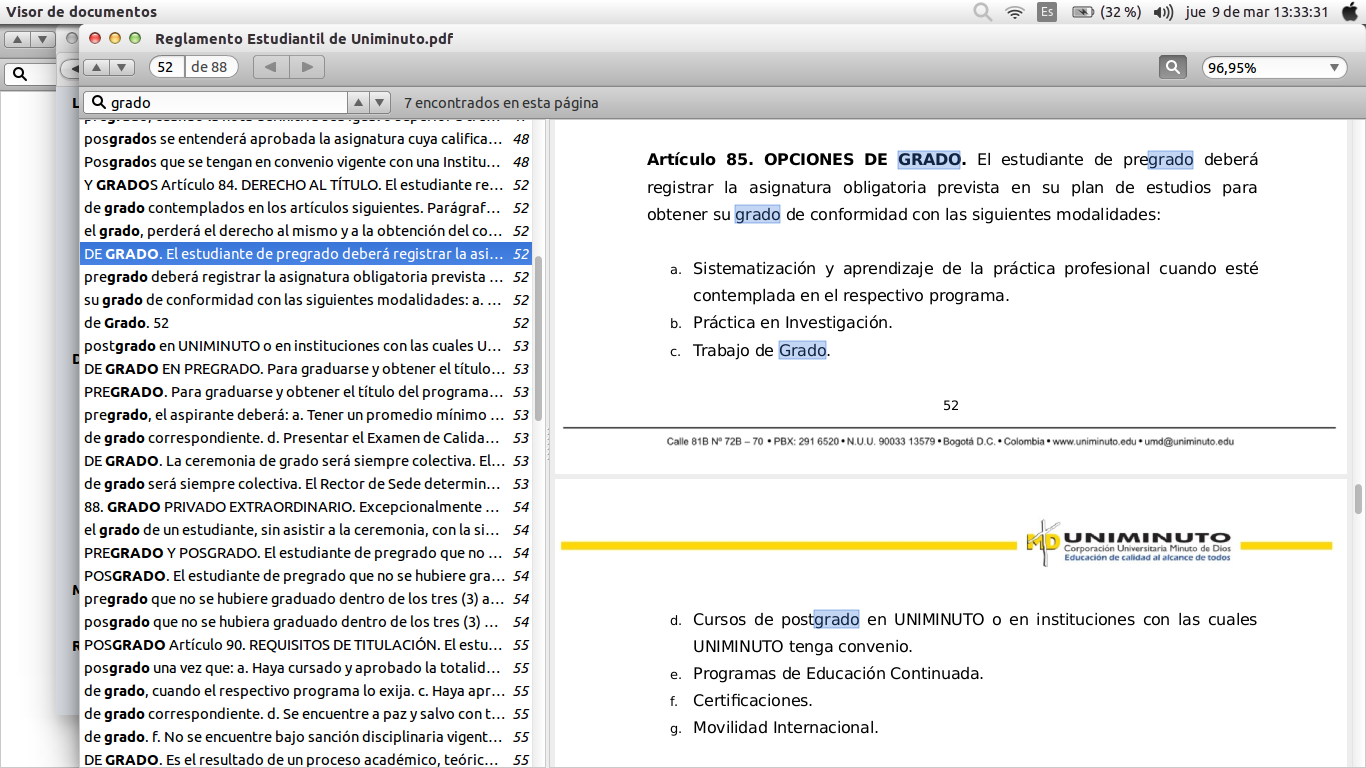 Visor de documentos
Es
(32 %)
jue 9 de mar 13:33:31
Reglamento Estudiantil de Uniminuto.pdf
52 de 88
96,95%
grado
7 encontrados en esta página
posgrados se entenderá aprobada la asignatura cuya califica... 48
Posgrados que se tengan en convenio vigente con una Institu... 48
Y GRADOS Artículo 84. DERECHO AL TÍTULO. El estudiante re... 52
de grado contemplados en los artículos siguientes. Parágraf... 52
el grado, perderá el derecho al mismo y a la obtención del co... 52
DE GRADO. El estudiante de pregrado deberá registrar la asi... 52
pregrado deberá registrar la asignatura obligatoria prevista ... 52
su grado de conformidad con las siguientes modalidades: a. ... 52
de Grado. 52 52
postgrado en UNIMINUTO o en instituciones con las cuales U... 53
DE GRADO EN PREGRADO. Para graduarse y obtener el título... 53
PREGRADO. Para graduarse y obtener el título del programa... 53
pregrado, el aspirante deberá: a. Tener un promedio mínimo ... 53
de grado correspondiente. d. Presentar el Examen de Calida... 53
DE GRADO. La ceremonia de grado será siempre colectiva. El... 53
de grado será siempre colectiva. El Rector de Sede determin... 53
88. GRADO PRIVADO EXTRAORDINARIO. Excepcionalmente ... 54
el grado de un estudiante, sin asistir a la ceremonia, con la si... 54
PREGRADO Y POSGRADO. El estudiante de pregrado que no ... 54
POSGRADO. El estudiante de pregrado que no se hubiere gra... 54
pregrado que no se hubiere graduado dentro de los tres (3) a... 54
posgrado que no se hubiera graduado dentro de los tres (3) ... 54
POSGRADO Artículo 90. REQUISITOS DE TITULACIÓN. El estu... 55
posgrado una vez que: a. Haya cursado y aprobado la totalid... 55
de grado, cuando el respectivo programa lo exija. c. Haya apr... 55
de grado correspondiente. d. Se encuentre a paz y salvo con t... 55
de grado. f. No se encuentre bajo sanción disciplinaria vigent... 55
DE GRADO. Es el resultado de un proceso académico, teóric... 55
Artículo 85. OPCIONES DE GRADO. El estudiante de pregrado deberá
registrar la asignatura obligatoria prevista en su plan de estudios para
obtener su grado de conformidad con las siguientes modalidades:
a. Sistematización y aprendizaje de la práctica profesional cuando esté
contemplada en el respectivo programa.
b. Práctica en Investigación.
c. Trabajo de Grado.
52
Calle 81B Nº 72B – 70 • PBX: 291 6520 • N.U.U. 90033 13579 • Bogotá D.C. • Colombia • www.uniminuto.edu • umd@uniminuto.edu
MD UNIMINUTO
Corporación Universitaria Minuto de Dios
Educación de calidad al alcance de todos
d. Cursos de postgrado en UNIMINUTO o en instituciones con las cuales
UNIMINUTO tenga convenio.
e. Programas de Educación Continuada.
f. Certificaciones.
g. Movilidad Internacional.